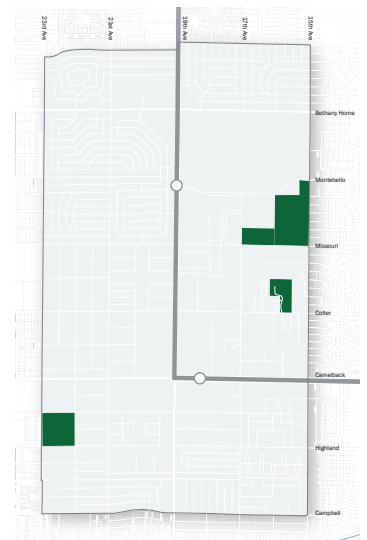 23rd Ave
21st Ave
19th Ave
17th Ave
15th Ave
Bethany Home
Montebello
Missouri
Colter
Camelback
Highland
Campbell